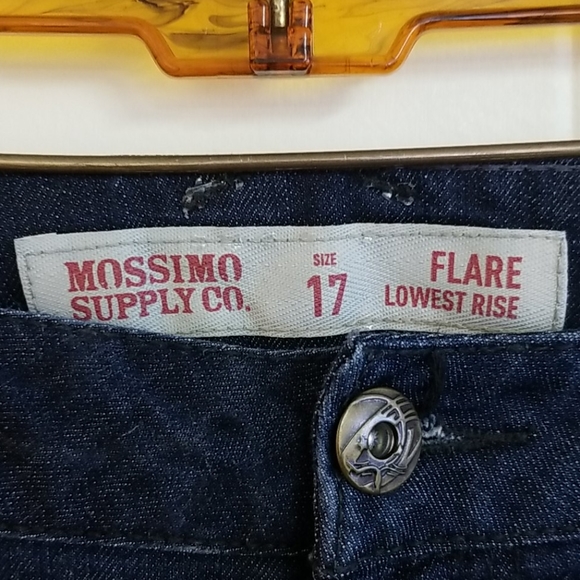 MOSSIMO
SUPPLY CO.
SIZE
17
FLARE
LOWEST RISE